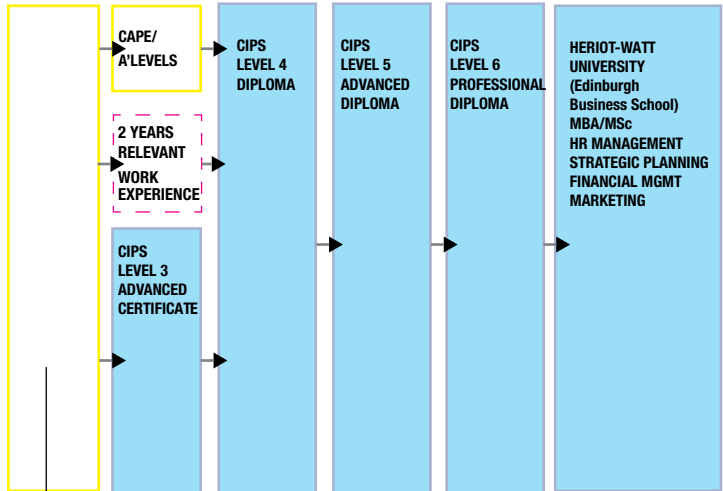 CAPE/
A'LEVELS
2 YEARS
RELEVANT
WORK
EXPERIENCE
CIPS
LEVEL 3
ADVANCED
CERTIFICATE
CIPS
LEVEL 4
DIPLOMA
CIPS
LEVEL 5
ADVANCED
DIPLOMA
CIPS
LEVEL 6
PROFESSIONAL
DIPLOMA
HERIOT-WATT
UNIVERSITY
(Edinburgh
Business School)
MBA/MSc
HR MANAGEMENT
STRATEGIC PLANNING
FINANCIAL MGMT
MARKETING